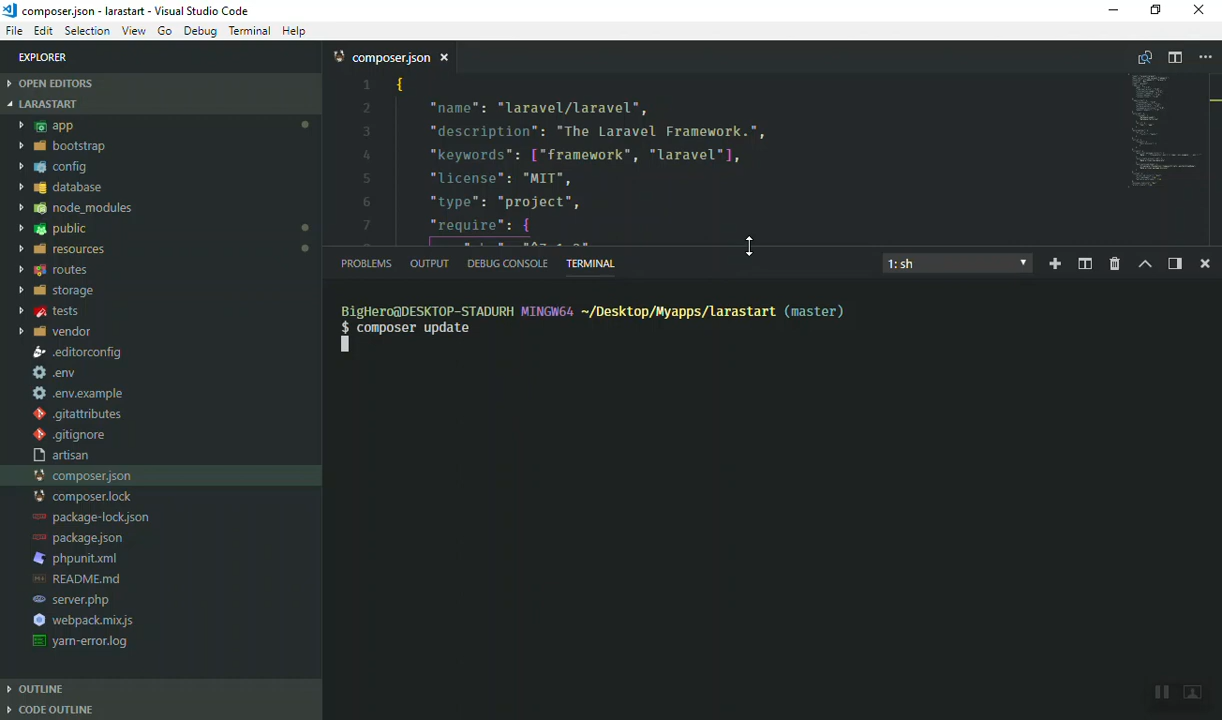 composer.json - larastart - Visual Studio Code
File Edit Selection View Go Debug Terminal Help
EXPLORER
OPEN EDITORS
LARASTART
app
bootstrap
config
database
node_modules
public
resources
routes
storage
tests
vendor
.editorconfig
.env
.env.example
.gitattributes
.gitignore
artisan
composer.json
composer.lock
package-lock.json
package.json
phpunit.xml
README.md
server.php
webpack.mix.js
yarn-error.log
OUTLINE
CODE OUTLINE
composer.json
1 {
2 "name": "laravel/laravel",
3 "description": "The Laravel Framework.",
4 "keywords": ["framework", "laravel"],
5 "license": "MIT",
6 "type": "project",
7 "require": {
PROBLEMS OUTPUT DEBUG CONSOLE TERMINAL 1: sh
BigHero@DESKTOP-STADURH MINGW64 ~/Desktop/Myapps/larastart (master)
$ composer update